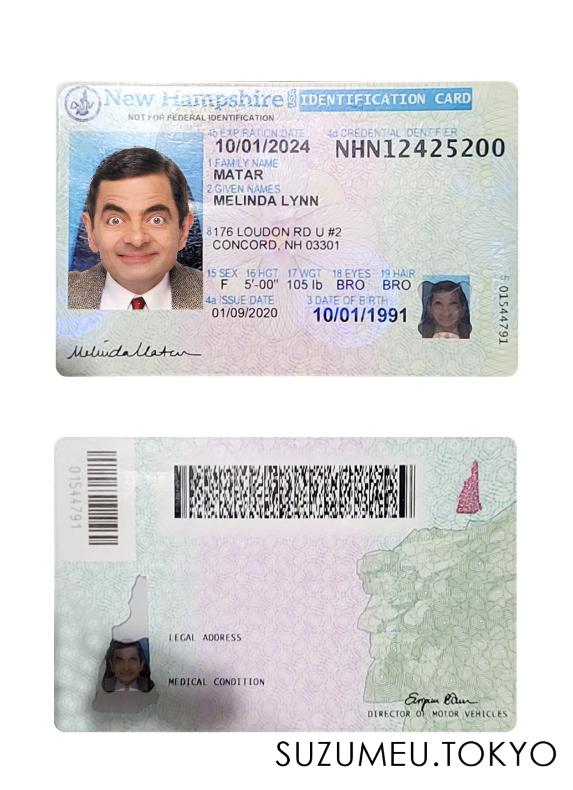 New Hampshire USA IDENTIFICATION CARD
NOT FOR FEDERAL IDENTIFICATION
4b EXPIRATION DATE 4d CREDENTIAL IDENTIFIER
10/01/2024 NHN12425200
1 FAMILY NAME
MATAR
2 GIVEN NAMES
MELINDA LYNN
8 176 LOUDON RD U #2
CONCORD, NH 03301
15 SEX 16 HGT 17 WGT 18 EYES 19 HAIR
F 5'-00" 105 lb BRO BRO
4a ISSUE DATE 3 DATE OF BIRTH
01/09/2020 10/01/1991
01544791
Melinda Matar
01544791
LEGAL ADDRESS
MEDICAL CONDITION
DIRECTOR OF MOTOR VEHICLES
SUZUMEU.TOKYO